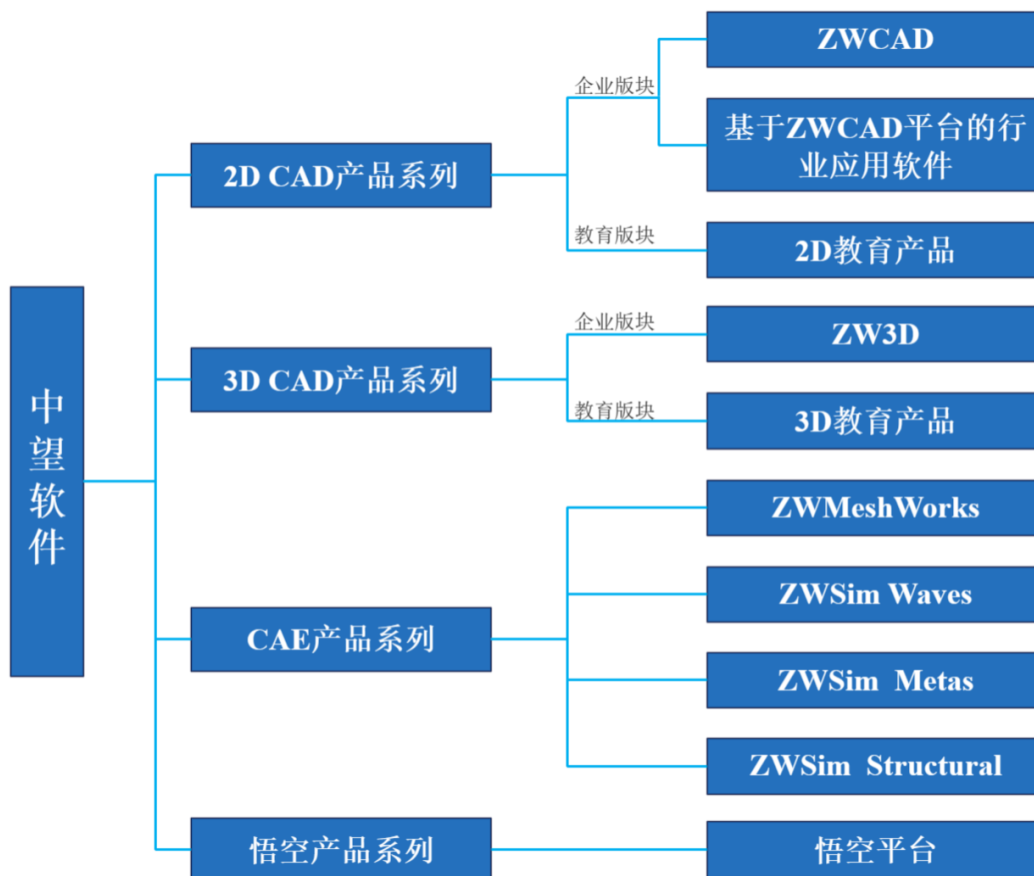 中望软件
2D CAD产品系列
企业版块
ZWCAD
基于ZWCAD平台的行
业应用软件
教育版块
2D教育产品
3D CAD产品系列
企业版块
ZW3D
教育版块
3D教育产品
CAE产品系列
ZWMeshWorks
ZWSim Waves
ZWSim Metas
ZWSim Structural
悟空产品系列
悟空平台